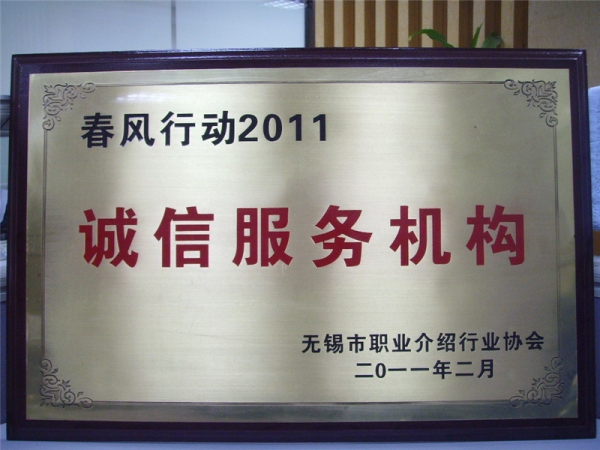 春风行动2011
诚信服务机构
无锡市职业介绍行业协会
二0一一年二月